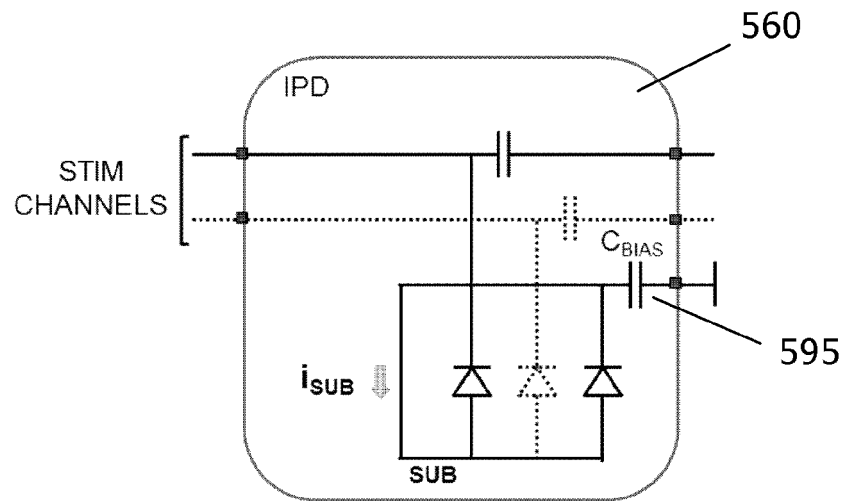 560
IPD
STIM
CHANNELS
CBIAS
595
iSUB
SUB